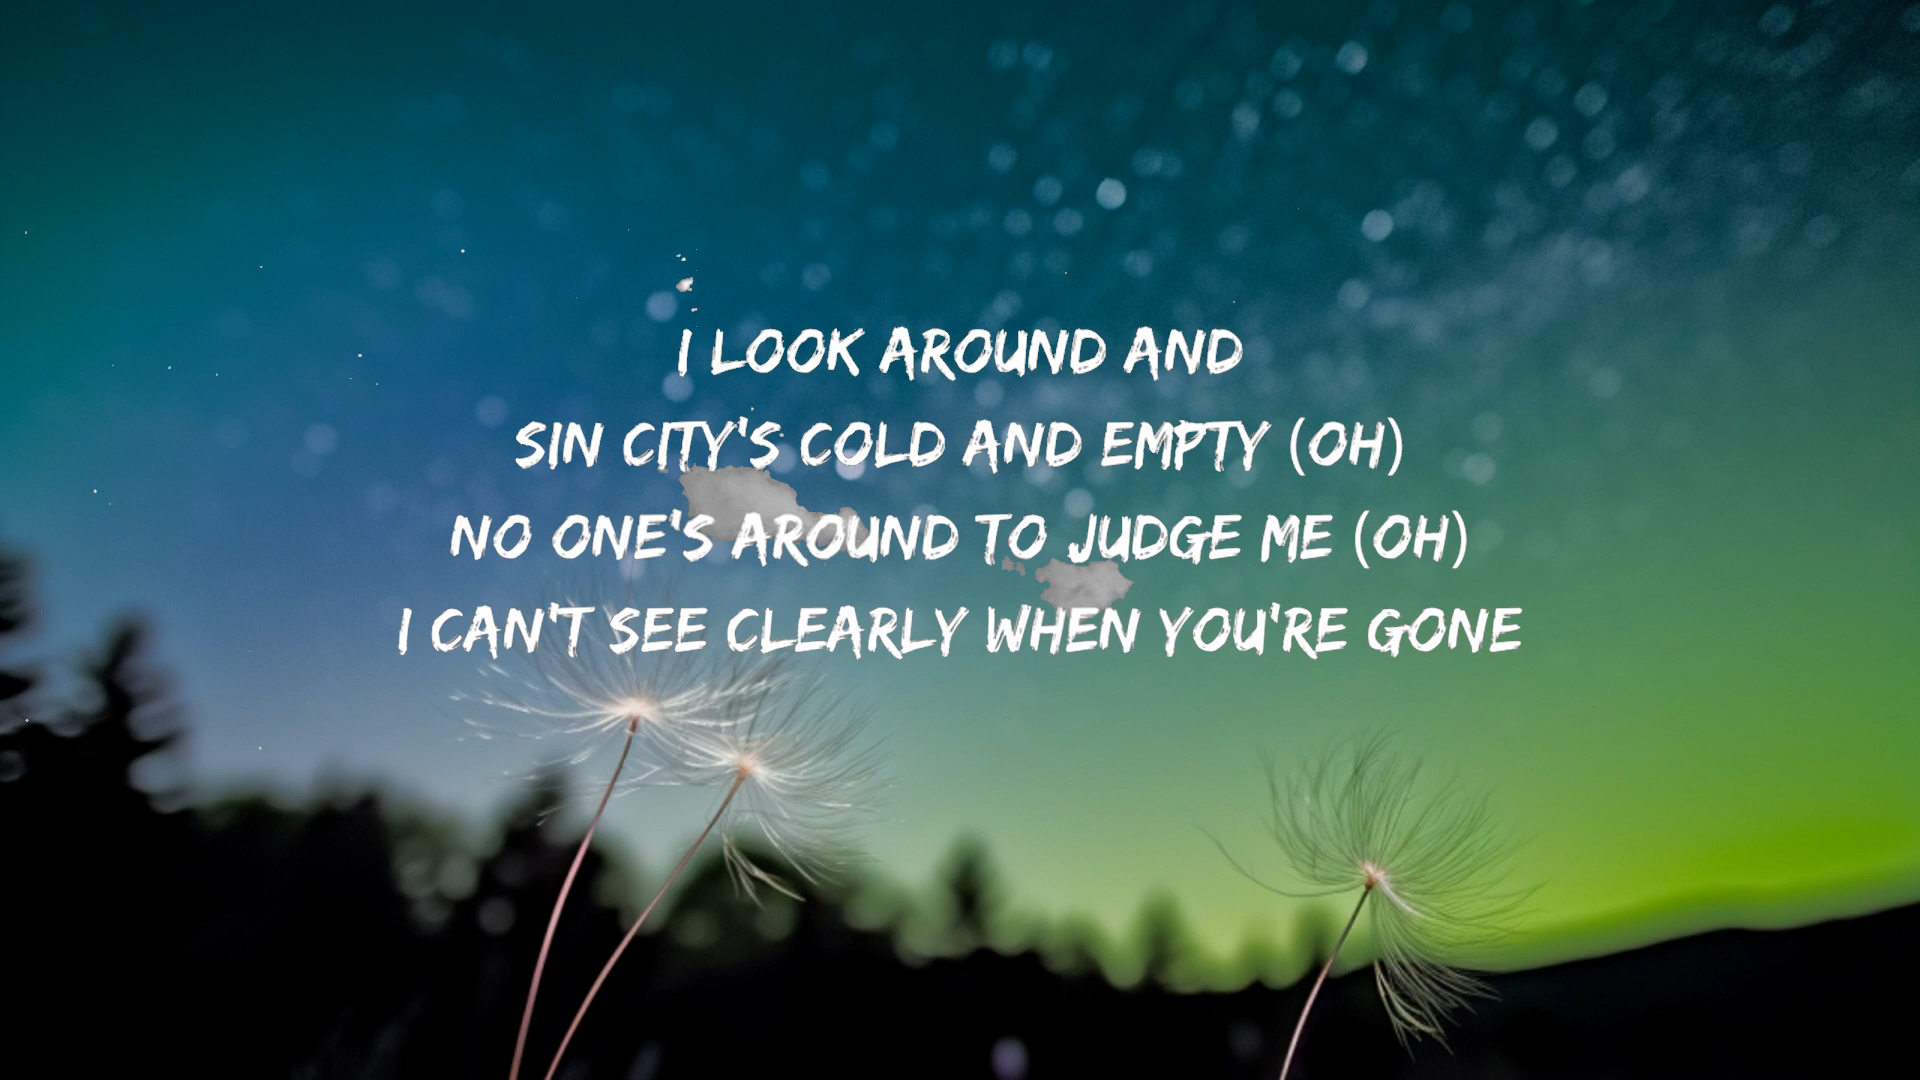 I LOOK AROUND AND
SIN CITY'S COLD AND EMPTY (OH)
NO ONE'S AROUND TO JUDGE ME (OH)
I CAN'T SEE CLEARLY WHEN YOU'RE GONE